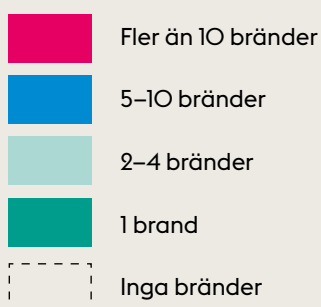 Fler än 10 bränder
5–10 bränder
2–4 bränder
1 brand
Inga bränder